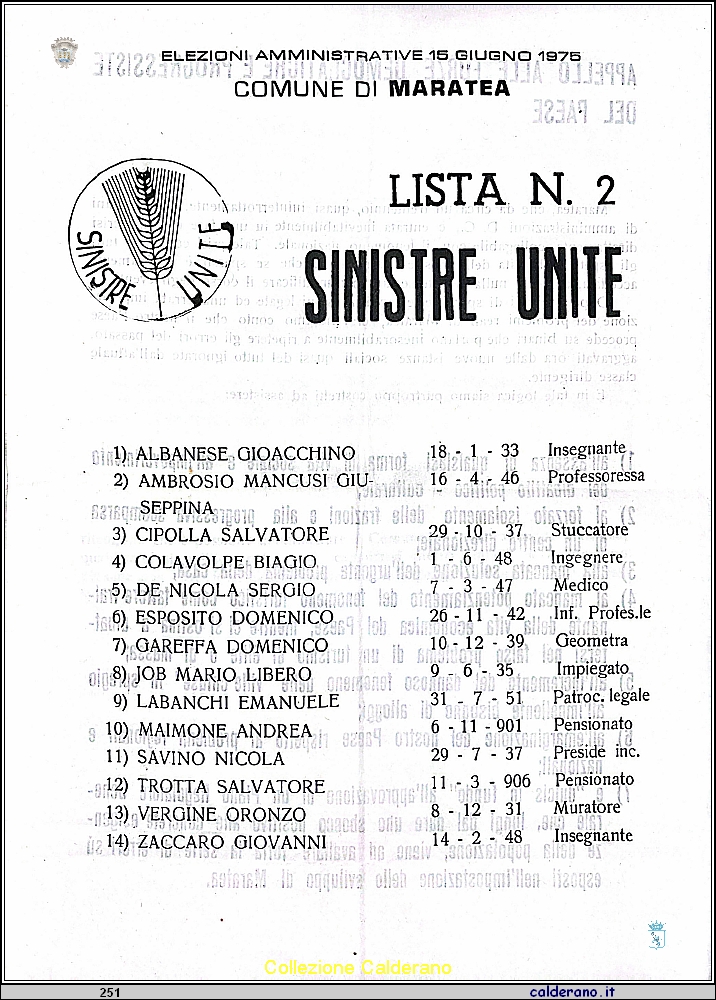 ELEZIONI AMMINISTRATIVE 15 GIUGNO 1975
COMUNE DI MARATEA
LISTA N. 2
SINISTRE UNITE
SINISTRE UNITE
1) ALBANESE GIOACCHINO 18 - 1 - 33 Insegnante
2) AMBROSIO MANCUSI GIU- 16 - 4 - 46 Professoressa
SEPPINA
3) CIPOLLA SALVATORE 29 - 10 - 37 Stuccatore
4) COLAVOLPE BIAGIO 1 - 6 - 48 Ingegnere
5) DE NICOLA SERGIO 7 - 3 - 47 Medico
6) ESPOSITO DOMENICO 26 - 11 - 42 Inf. Profes.le
7) GAREFFA DOMENICO 10 - 12 - 39 Geometra
8) JOB MARIO LIBERO 9 - 6 - 35 Impiegato
9) LABANCHI EMANUELE 31 - 7 - 51 Patroc. legale
10) MAIMONE ANDREA 6 - 11 - 901 Pensionato
11) SAVINO NICOLA 29 - 7 - 37 Preside inc.
12) TROTTA SALVATORE 11 - 3 - 906 Pensionato
13) VERGINE ORONZO 8 - 12 - 31 Muratore
14) ZACCARO GIOVANNI 14 - 2 - 48 Insegnante
Collezione Calderano
251 calderano.it